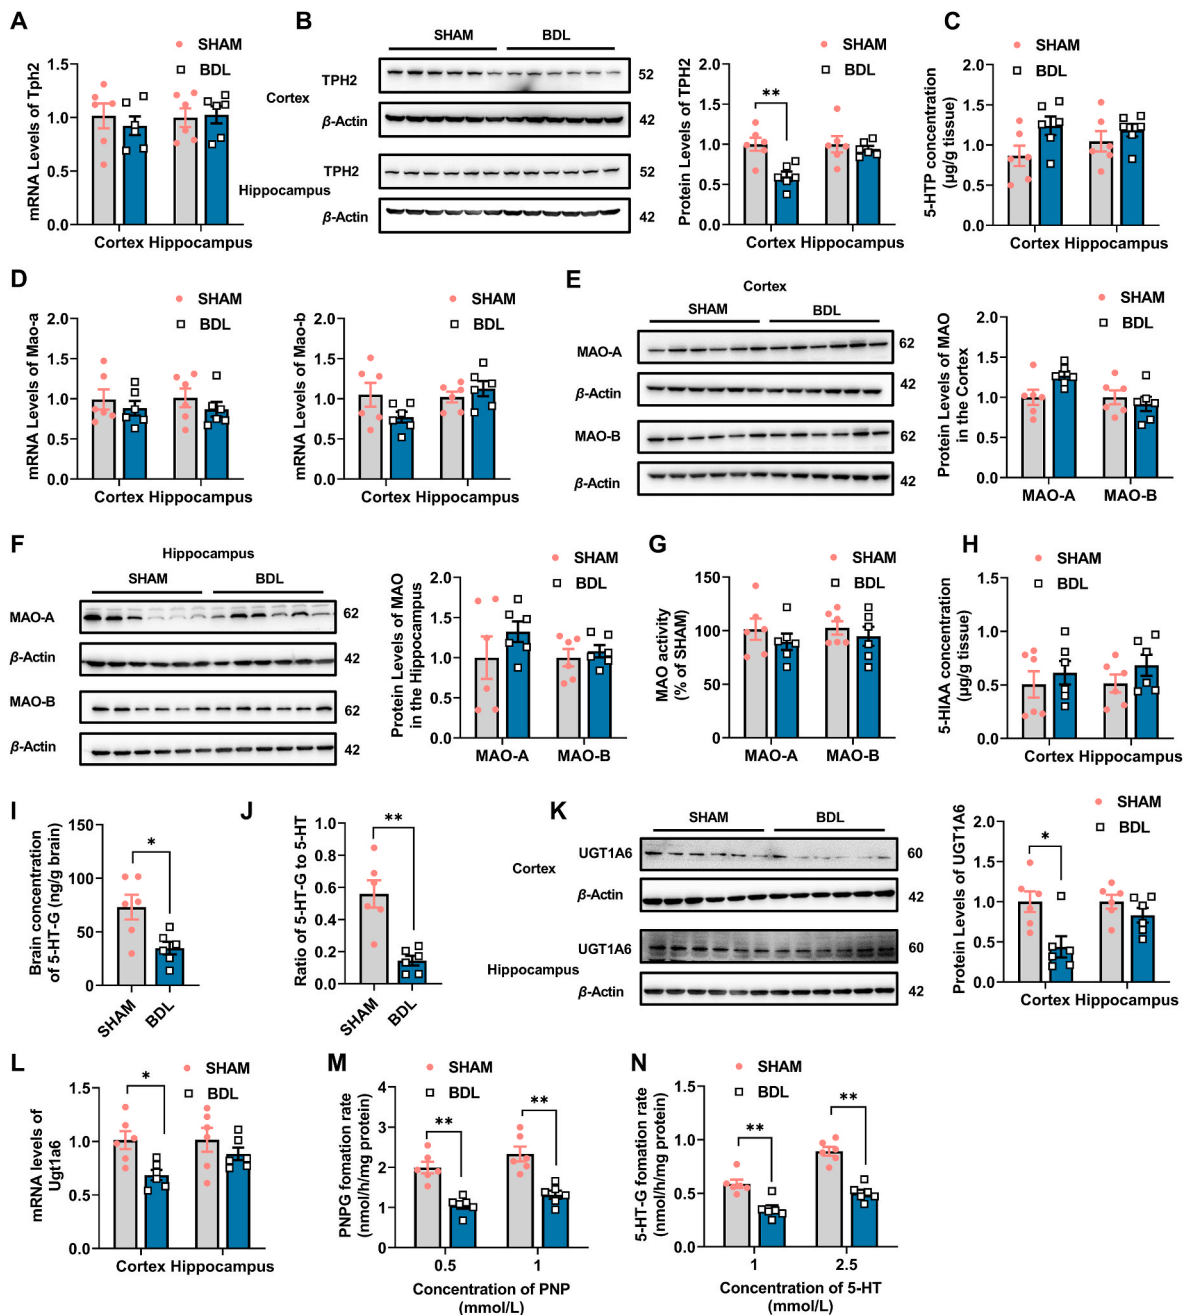 A
SHAM
BDL
mRNA Levels of Tph2
1.5
1.0
0.5
0.0
Cortex Hippocampus
B
SHAM BDL
Cortex
TPH2 52
β-Actin 42
Hippocampus
TPH2 52
β-Actin 42
SHAM
BDL
Protein Levels of TPH2
2.0
1.5
1.0
0.5
0.0
**
Cortex Hippocampus
C
SHAM
BDL
5-HTP concentration
(μg/g tissue)
2.0
1.5
1.0
0.5
0.0
Cortex Hippocampus
D
SHAM
BDL
mRNA Levels of Mao-a
2.0
1.5
1.0
0.5
0.0
Cortex Hippocampus
SHAM
BDL
mRNA Levels of Mao-b
2.0
1.5
1.0
0.5
0.0
Cortex Hippocampus
E
Cortex
SHAM BDL
MAO-A 62
β-Actin 42
MAO-B 62
β-Actin 42
SHAM
BDL
Protein Levels of MAO
in the Cortex
2.0
1.5
1.0
0.5
0.0
MAO-A MAO-B
F
Hippocampus
SHAM BDL
MAO-A 62
β-Actin 42
MAO-B 62
β-Actin 42
SHAM
BDL
Protein Levels of MAO
in the Hippocampus
2.0
1.5
1.0
0.5
0.0
MAO-A MAO-B
G
SHAM
BDL
MAO activity
(% of SHAM)
150
100
50
0
MAO-A MAO-B
H
SHAM
BDL
5-HIAA concentration
(μg/g tissue)
1.5
1.0
0.5
0.0
Cortex Hippocampus
I
Brain concentration
of 5-HT-G (ng/g brain)
150
100
50
0
*
SHAM BDL
J
Ratio of 5-HT-G to 5-HT
1.0
0.8
0.6
0.4
0.2
0.0
**
SHAM BDL
K
SHAM BDL
Cortex
UGT1A6 60
β-Actin 42
Hippocampus
UGT1A6 60
β-Actin 42
SHAM
BDL
Protein Levels of UGT1A6
2.0
1.5
1.0
0.5
0.0
*
Cortex Hippocampus
L
SHAM
BDL
mRNA levels of
Ugt1a6
1.5
1.0
0.5
0.0
*
Cortex Hippocampus
M
SHAM
BDL
PNPG fomation rate
(nmol/h/mg protein)
4
3
2
1
0
**
**
0.5 1
Concentration of PNP
(mmol/L)
N
SHAM
BDL
5-HT-G fomation rate
(nmol/h/mg protein)
1.5
1.0
0.5
0.0
**
**
1 2.5
Concentration of 5-HT
(mmol/L)